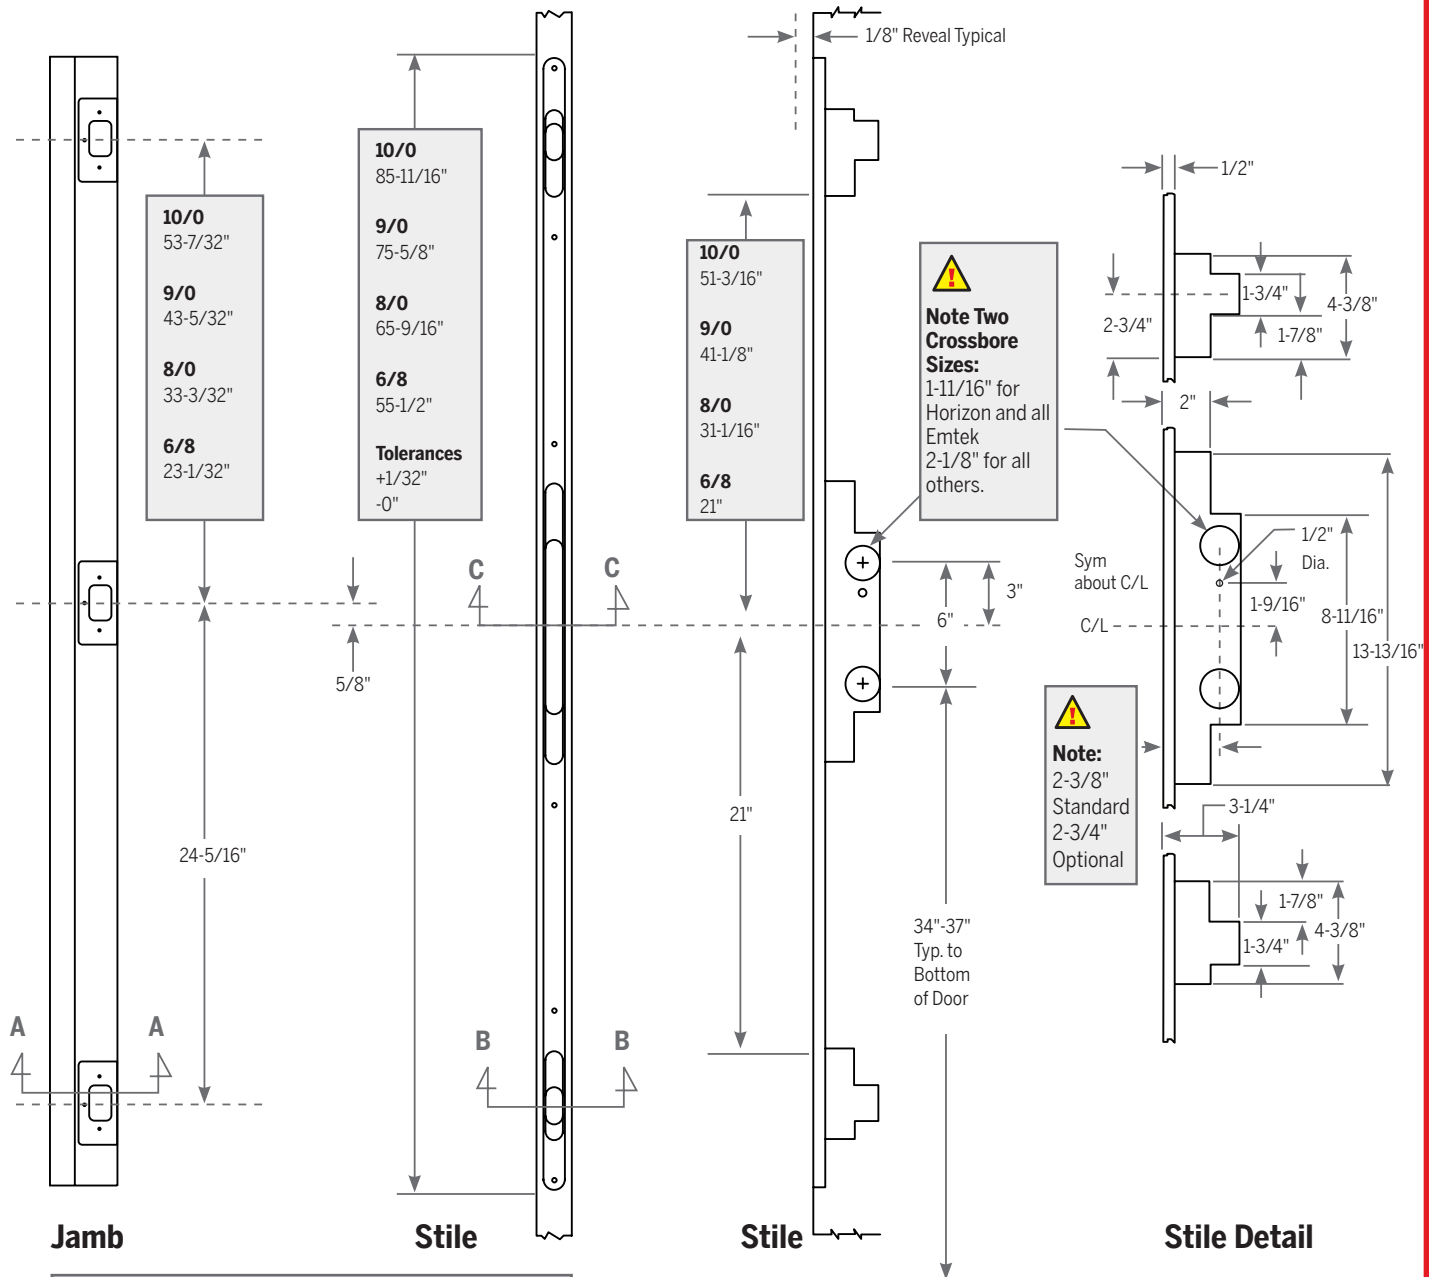 1/8" Reveal Typical
10/0
53-7/32"
9/0
43-5/32"
8/0
33-3/32"
6/8
23-1/32"
24-5/16"
5/8"
A
A
Jamb
10/0
85-11/16"
9/0
75-5/8"
8/0
65-9/16"
6/8
55-1/2"
Tolerances
+1/32"
-0"
C
C
B
B
Stile
10/0
51-3/16"
9/0
41-1/8"
8/0
31-1/16"
6/8
21"
Note Two
Crossbore
Sizes:
1-11/16" for
Horizon and all
Emtek
2-1/8" for all
others.
3"
6"
21"
34"-37"
Typ. to
Bottom
of Door
Stile
1/2"
1-3/4"
4-3/8"
2-3/4"
1-7/8"
2"
1/2"
Dia.
Sym
about C/L
1-9/16"
C/L
8-11/16"
13-13/16"
Note:
2-3/8"
Standard
2-3/4"
Optional
3-1/4"
1-7/8"
4-3/8"
1-3/4"
Stile Detail